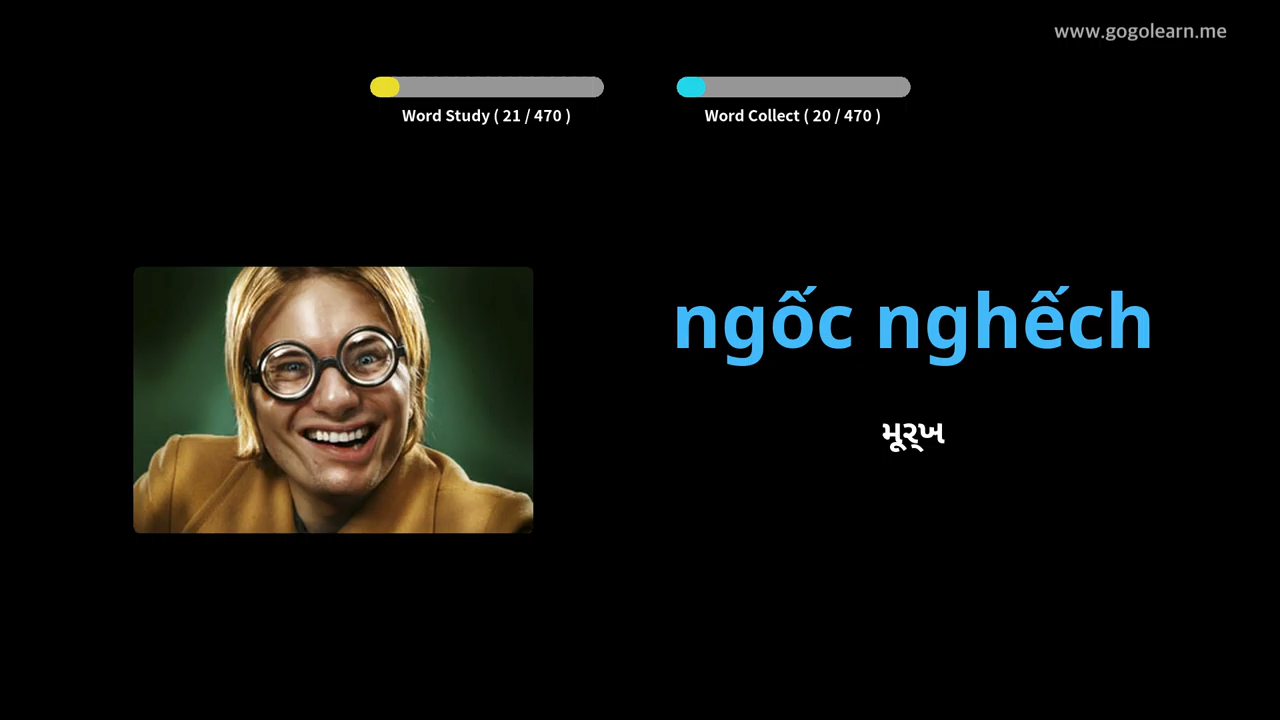 www.gogolearn.me
Word Study ( 21 / 470 )
Word Collect ( 20 / 470 )
ngốc nghếch
મૂર્ખ